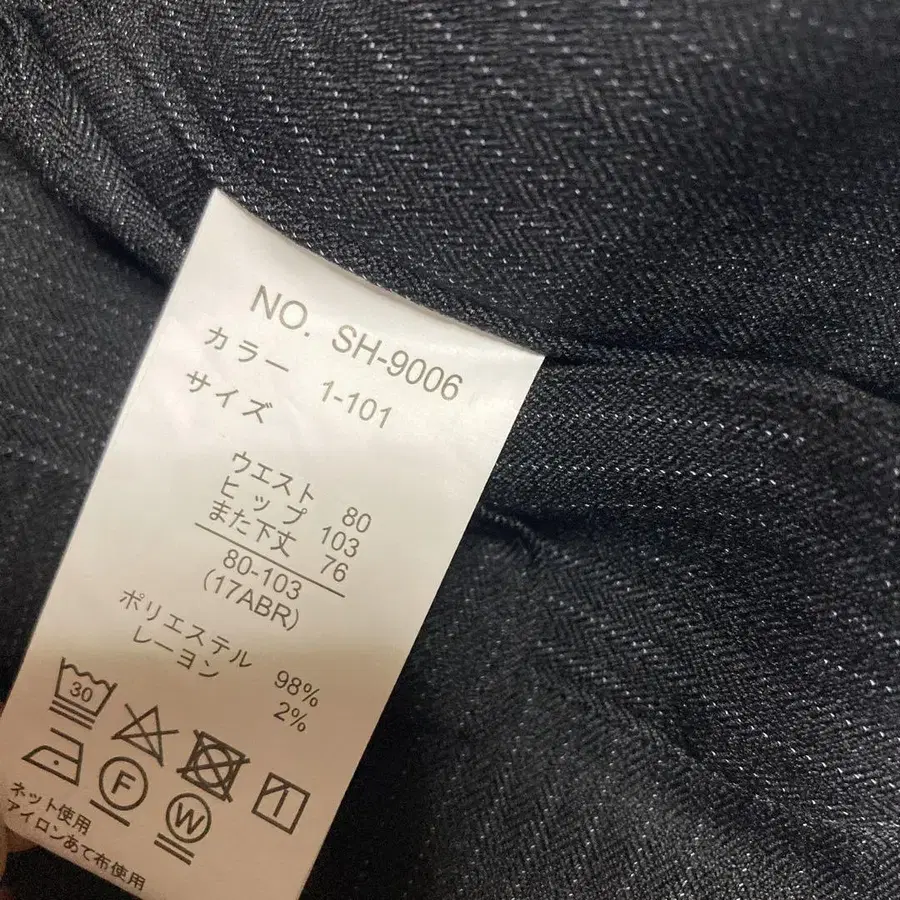 NO. SH-9006
カラー 1-101
サイズ
ウエスト 80
ヒップ 103
また下丈 76
80-103
(17ABR)
ポリエステル 98%
レーヨン 2%
30
F
W
ネット使用
アイロンあて布使用